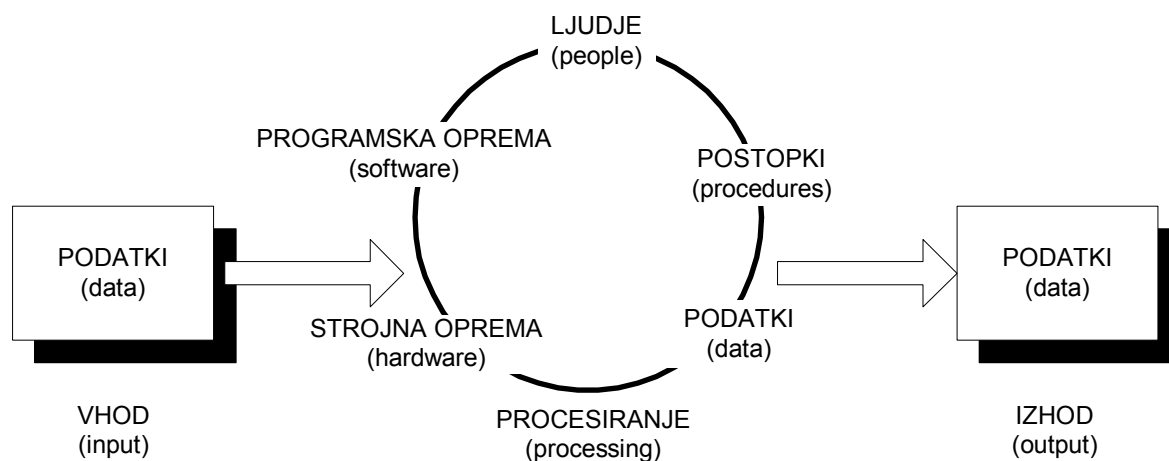 LJUDJE
(people)
PROGRAMSKA OPREMA
(software)
POSTOPKI
(procedures)
PODATKI
(data)
PODATKI
(data)
STROJNA OPREMA
(hardware)
PODATKI
(data)
VHOD
(input)
PROCESIRANJE
(processing)
IZHOD
(output)